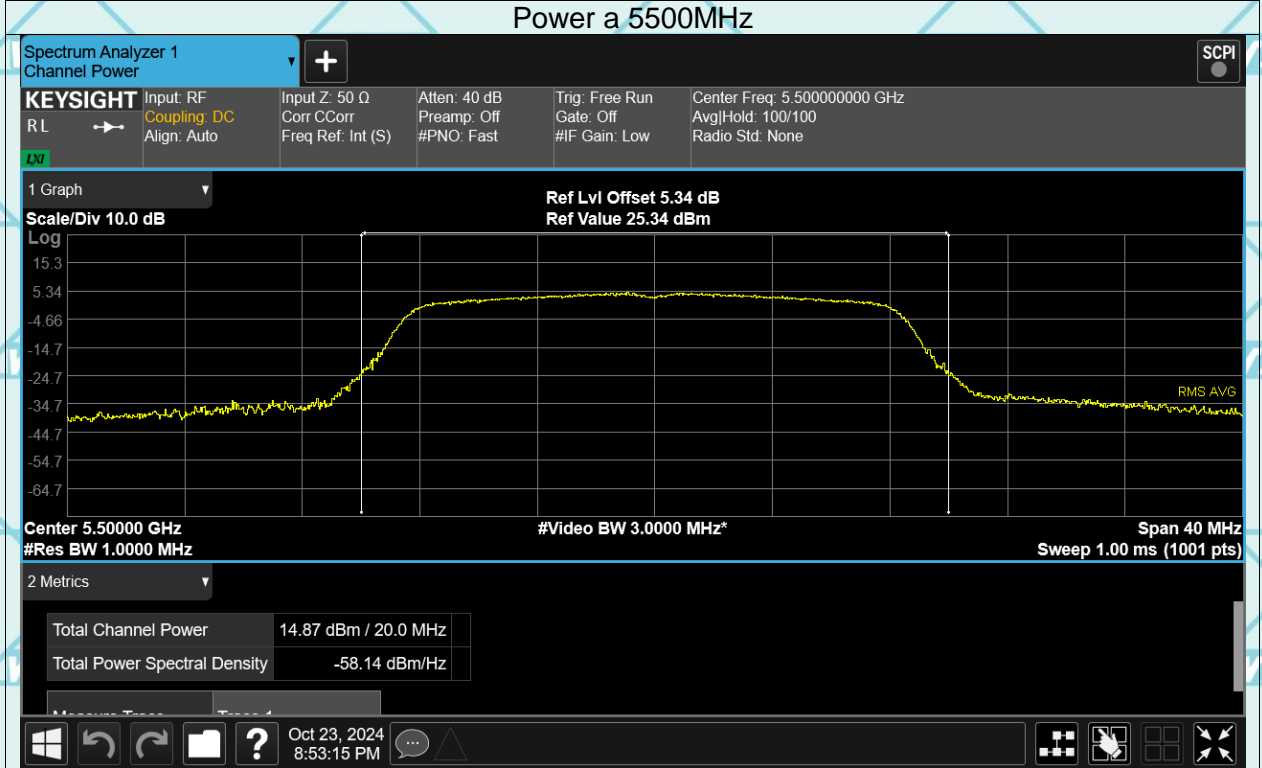 Power a 5500MHz
Spectrum Analyzer 1
Channel Power
SCPI
KEYSIGHT
R L
LXI
Input: RF
Coupling: DC
Align: Auto
Input Z: 50 Ω
Corr CCorr
Freq Ref: Int (S)
Atten: 40 dB
Preamp: Off
#PNO: Fast
Trig: Free Run
Gate: Off
#IF Gain: Low
Center Freq: 5.500000000 GHz
Avg|Hold: 100/100
Radio Std: None
1 Graph
Scale/Div 10.0 dB
Ref Lvl Offset 5.34 dB
Ref Value 25.34 dBm
Log
15.3
5.34
-4.66
-14.7
-24.7
-34.7
-44.7
-54.7
-64.7
RMS AVG
Center 5.50000 GHz
#Video BW 3.0000 MHz*
Span 40 MHz
#Res BW 1.0000 MHz
Sweep 1.00 ms (1001 pts)
2 Metrics
Total Channel Power 14.87 dBm / 20.0 MHz
Total Power Spectral Density -58.14 dBm/Hz
Oct 23, 2024
8:53:15 PM